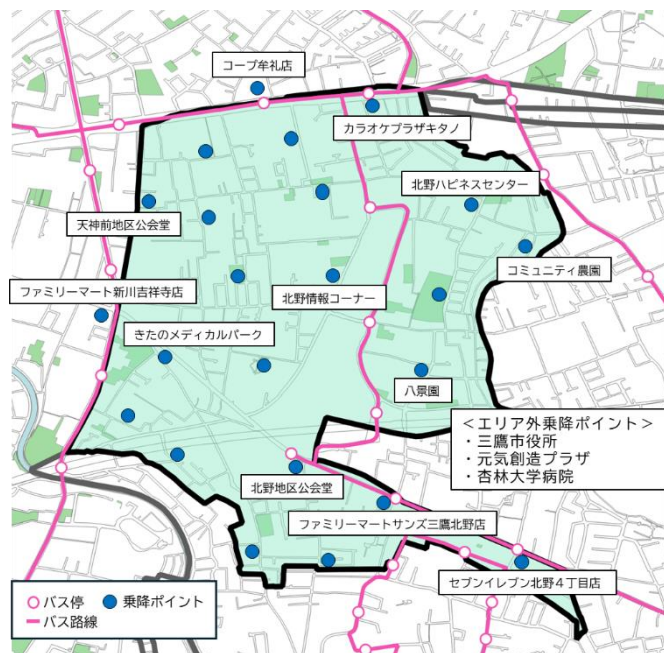 コープ牟礼店
カラオケプラザキタノ
北野ハピネスセンター
天神前地区公会堂
コミュニティ農園
ファミリーマート新川吉祥寺店
北野情報コーナー
きたのメディカルパーク
八景園
＜エリア外乗降ポイント＞
・三鷹市役所
・元気創造プラザ
・杏林大学病院
北野地区公会堂
ファミリーマートサンズ三鷹北野店
セブンイレブン北野４丁目店
バス停
乗降ポイント
バス路線